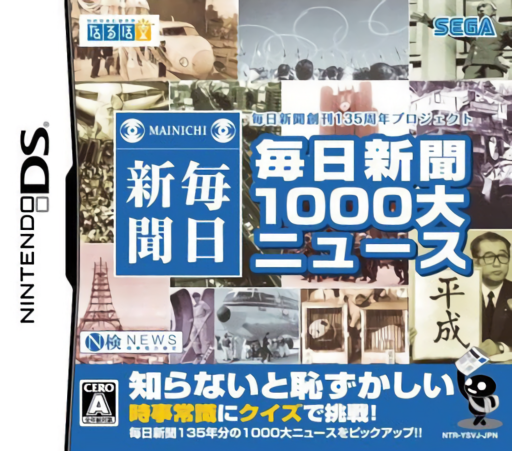 なるほ堂
SEGA
毎日新聞創刊135周年プロジェクト
MAINICHI
毎日
新聞
毎日新聞
1000大
ニュース
NINTENDO DS
TM
平成
N検 NEWS
CERO
A
知らないと恥ずかしい
時事常識にクイズで挑戦!
毎日新聞135年分の1000大ニュースをピックアップ!!
NTR-YSVJ-JPN